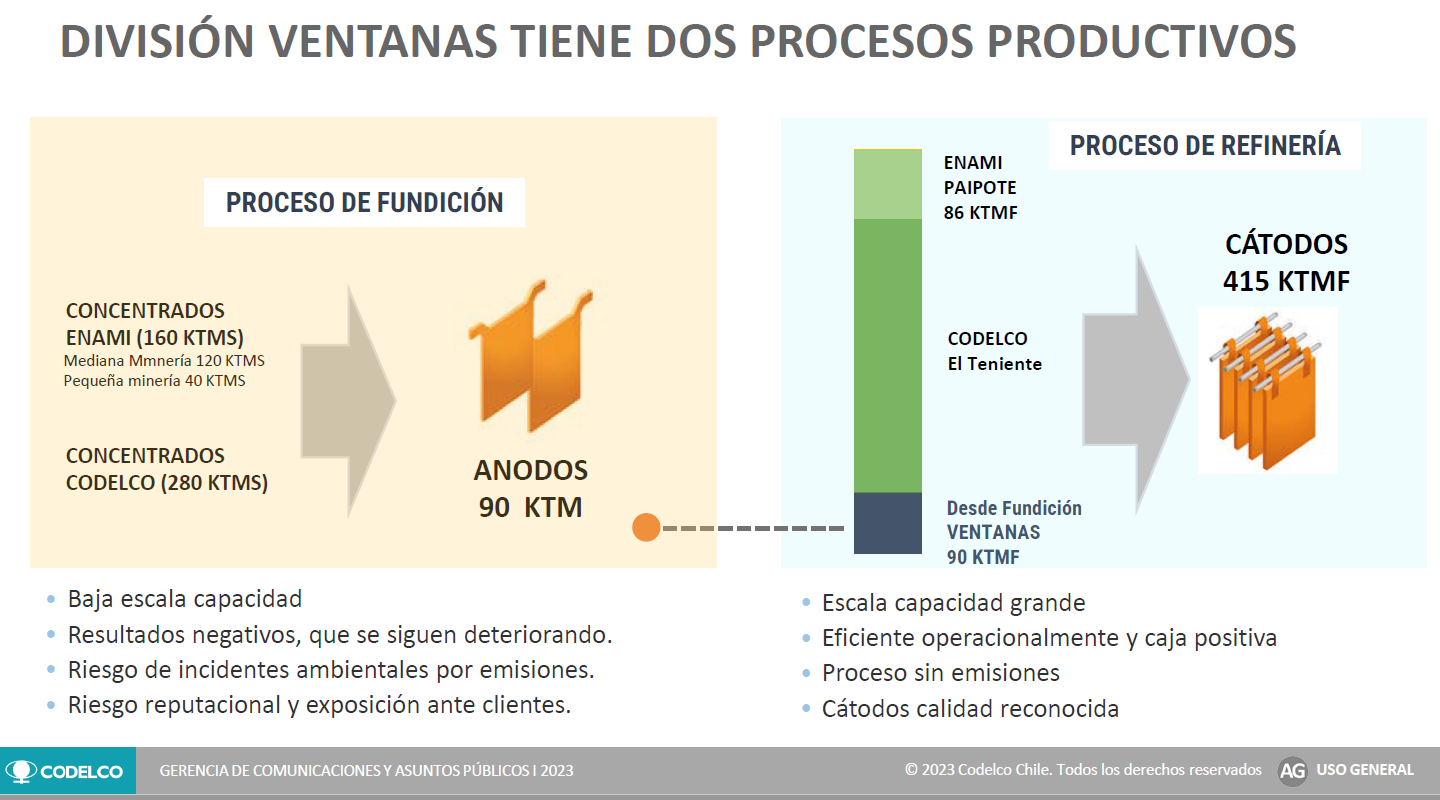 DIVISIÓN VENTANAS TIENE DOS PROCESOS PRODUCTIVOS
PROCESO DE FUNDICIÓN
CONCENTRADOS
ENAMI (160 KTMS)
Mediana Mmnería 120 KTMS
Pequeña minería 40 KTMS
CONCENTRADOS
CODELCO (280 KTMS)
ANODOS
90 KTM
• Baja escala capacidad
• Resultados negativos, que se siguen deteriorando.
• Riesgo de incidentes ambientales por emisiones.
• Riesgo reputacional y exposición ante clientes.
PROCESO DE REFINERÍA
ENAMI
PAIPOTE
86 KTMF
CODELCO
El Teniente
Desde Fundición
VENTANAS
90 KTMF
CÁTODOS
415 KTMF
• Escala capacidad grande
• Eficiente operacionalmente y caja positiva
• Proceso sin emisiones
• Cátodos calidad reconocida
CODELCO
GERENCIA DE COMUNICACIONES Y ASUNTOS PÚBLICOS I 2023
© 2023 Codelco Chile. Todos los derechos reservados
AG USO GENERAL